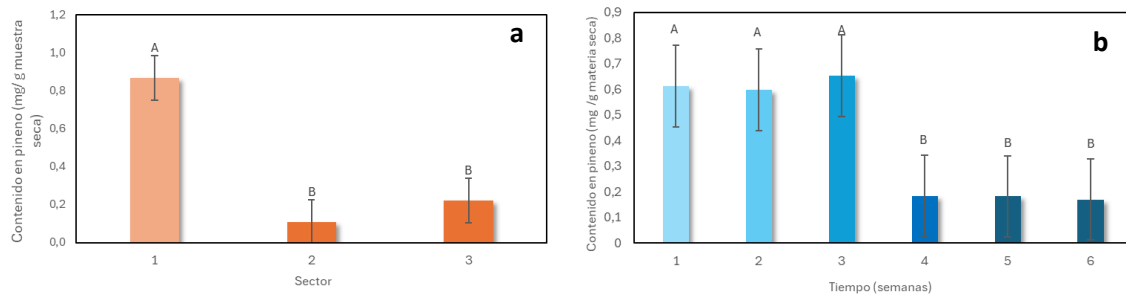 a
Contenido en pineno (mg/ g muestra
seca)
1,2
1,0
0,8
0,6
0,4
0,2
0,0
A
B
B
1
2
3
Sector
b
Contenido en pineno (mg /g materia seca)
0,9
0,8
0,7
0,6
0,5
0,4
0,3
0,2
0,1
0
A
A
A
B
B
B
1
2
3
4
5
6
Tiempo (semanas)